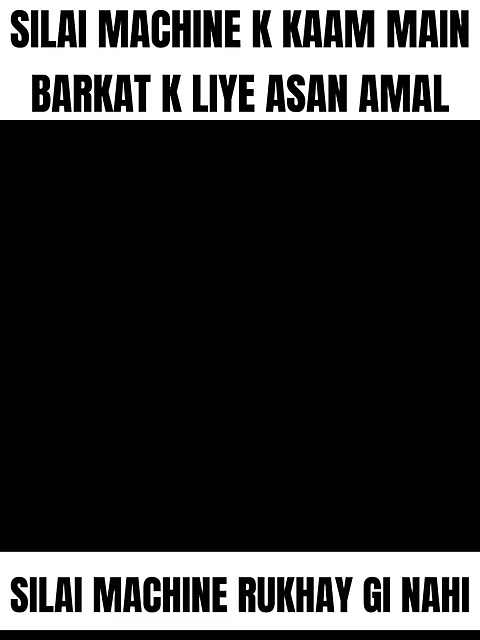 SILAI MACHINE K KAAM MAIN
BARKAT K LIYE ASAN AMAL
SILAI MACHINE RUKHAY GI NAHI